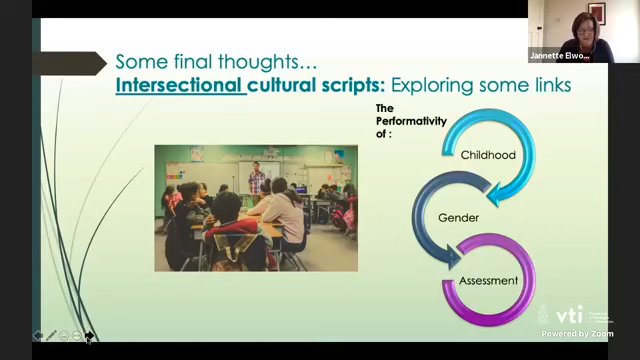 Jannette Elwo...
Some final thoughts...
Intersectional cultural scripts: Exploring some links
The
Performativity
of :
Childhood
Gender
Assessment
vti
Powered by Zoom